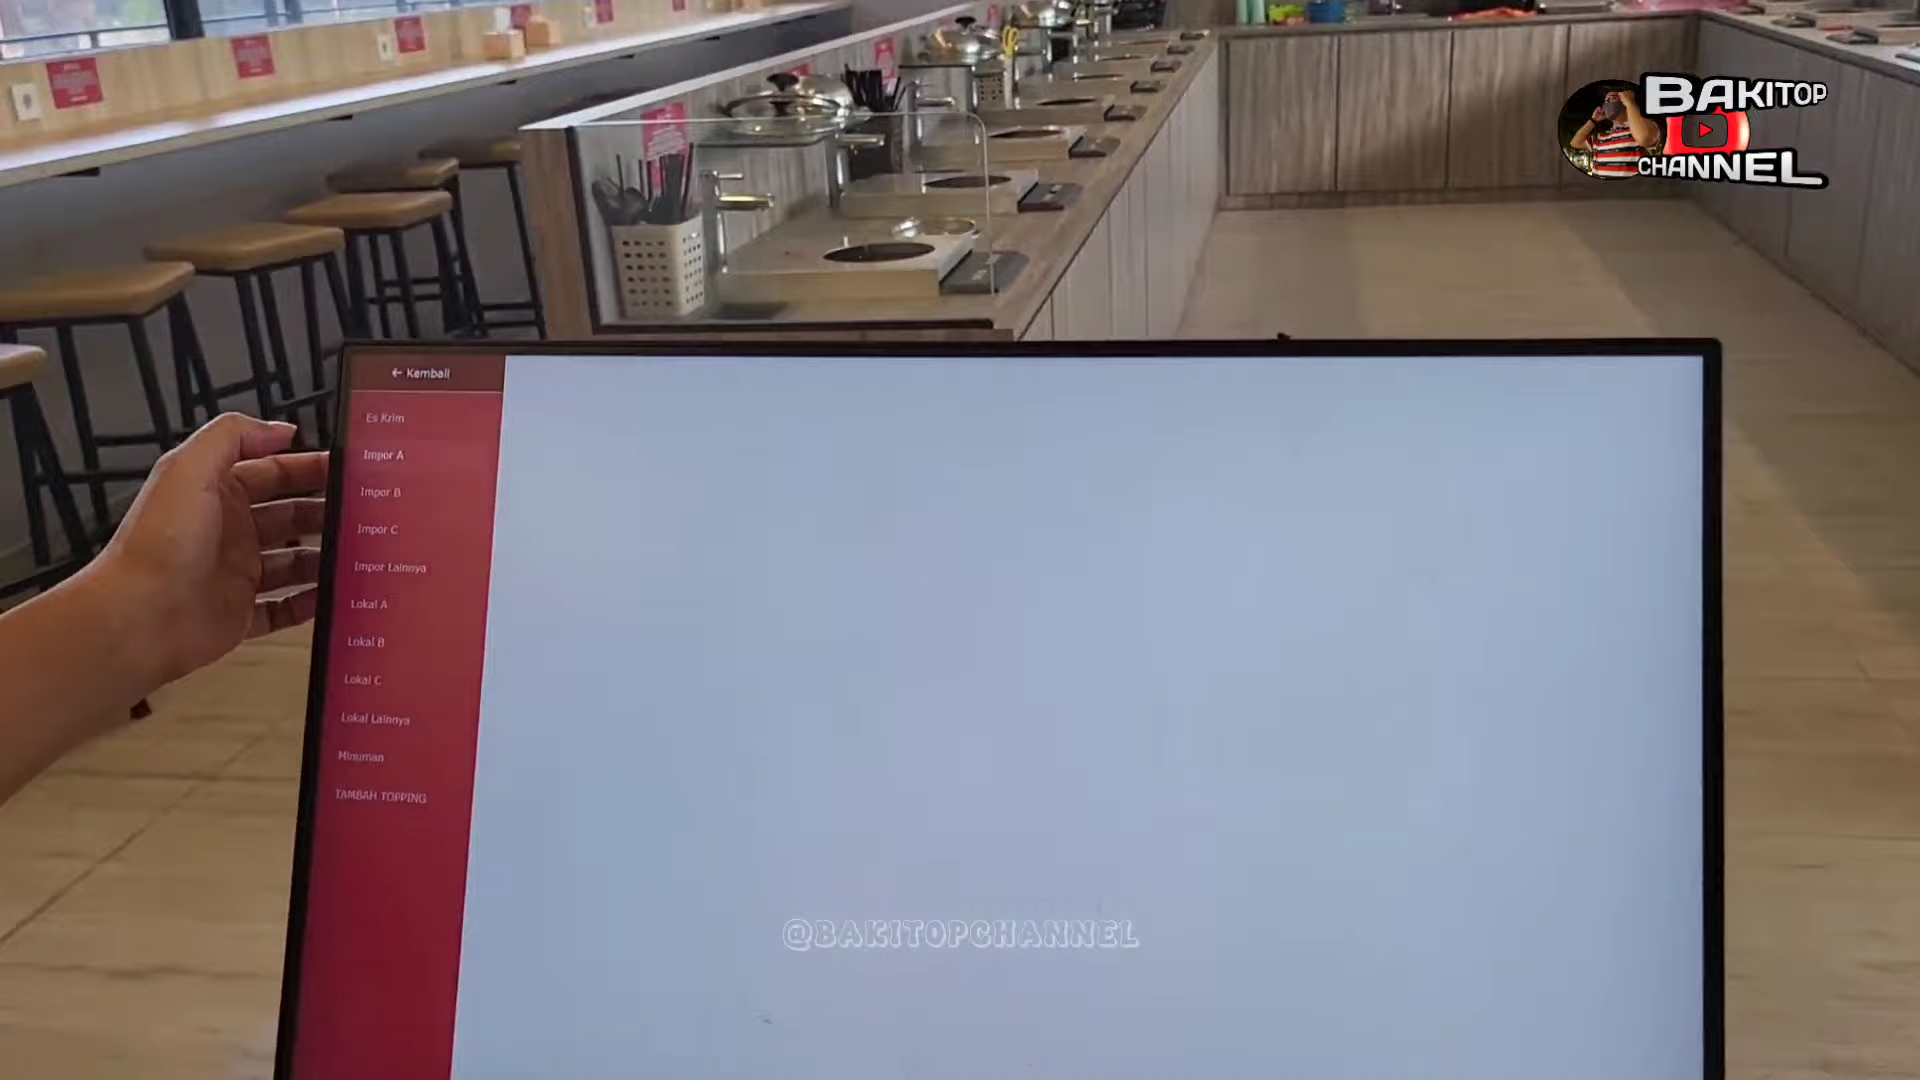 BAKITOP
CHANNEL
← Kembali
Es Krim
Impor A
Impor B
Impor C
Impor Lainnya
Lokal A
Lokal B
Lokal C
Lokal Lainnya
Minuman
TAMBAH TOPPING
@BAKITOPCHANNEL